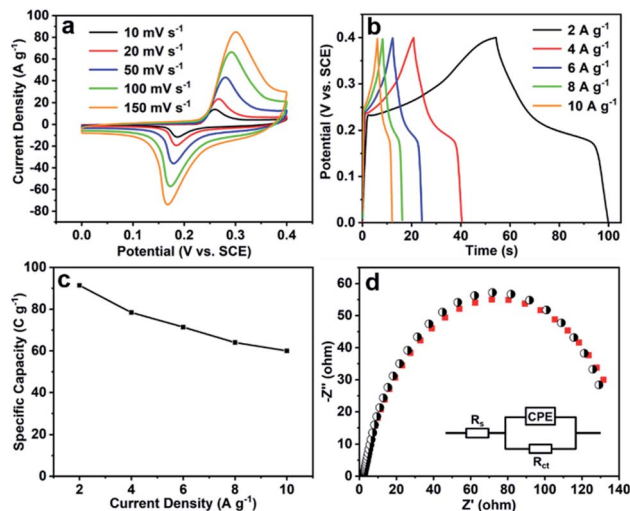 a
10 mV s⁻¹
20 mV s⁻¹
50 mV s⁻¹
100 mV s⁻¹
150 mV s⁻¹
100
80
60
40
20
0
-20
-40
-60
-80
0.0
0.1
0.2
0.3
0.4
Current Density (A g⁻¹)
Potential (V vs. SCE)
b
2 A g⁻¹
4 A g⁻¹
6 A g⁻¹
8 A g⁻¹
10 A g⁻¹
0.5
0.4
0.3
0.2
0.1
0.0
0
20
40
60
80
100
Potential (V vs. SCE)
Time (s)
c
100
80
60
40
20
0
2
4
6
8
10
Specific Capacity (C g⁻¹)
Current Density (A g⁻¹)
d
-60
-50
-40
-30
-20
-10
0
0
20
40
60
80
100
120
140
-Z'' (ohm)
Z' (ohm)
Rs
CPE
Rct